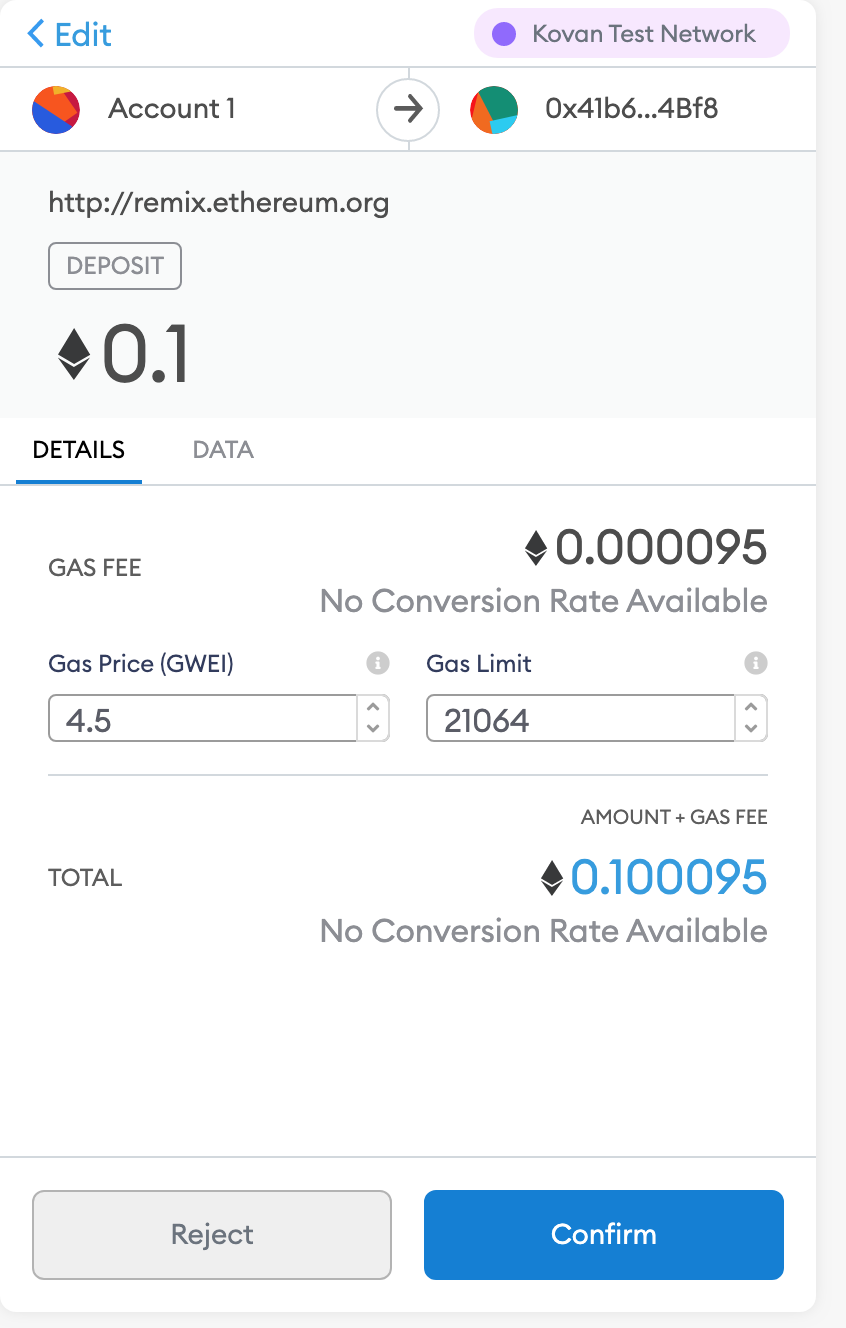 Edit
Kovan Test Network
Account 1
0x41b6...4Bf8
http://remix.ethereum.org
DEPOSIT
0.1
DETAILS
DATA
GAS FEE
0.000095
No Conversion Rate Available
Gas Price (GWEI)
Gas Limit
4.5
21064
AMOUNT + GAS FEE
TOTAL
0.100095
No Conversion Rate Available
Reject
Confirm